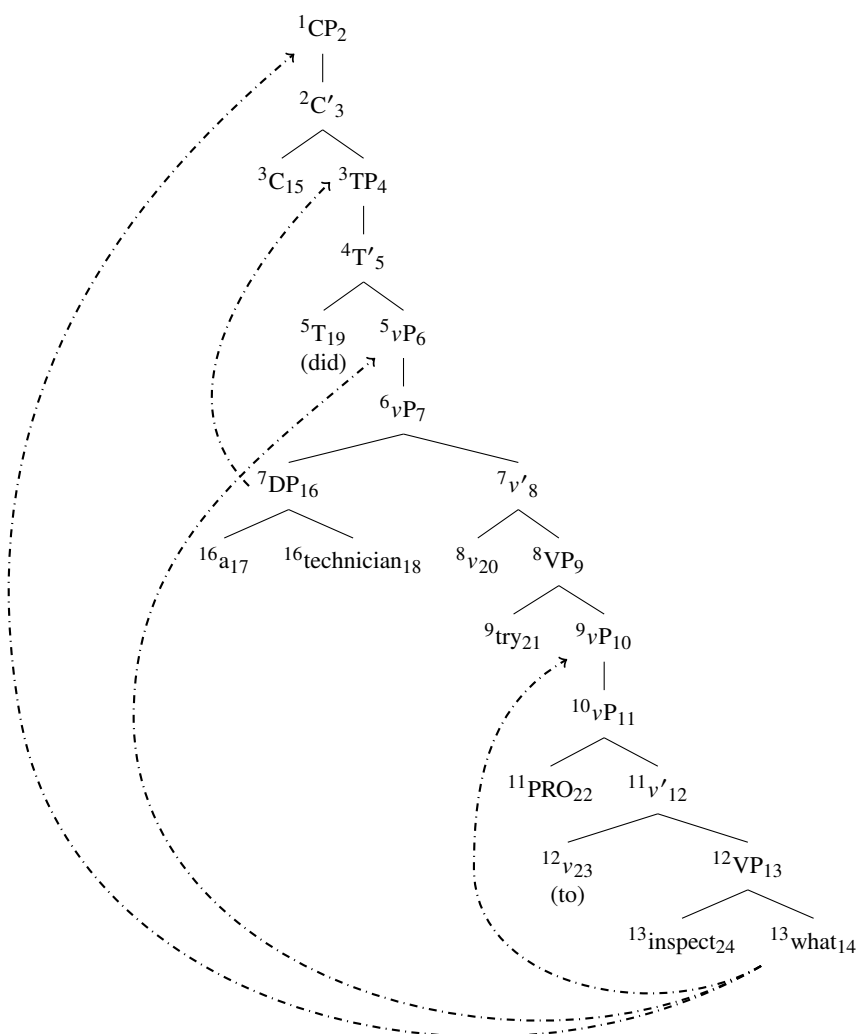 ¹CP₂
²C′₃
³C₁₅ ³TP₄
⁴T′₅
⁵T₁₉ ⁵vP₆
(did)
⁶vP₇
⁷DP₁₆ ⁷v′₈
¹⁶a₁₇ ¹⁶technician₁₈ ⁸v₂₀ ⁸VP₉
⁹try₂₁ ⁹vP₁₀
¹⁰vP₁₁
¹¹PRO₂₂ ¹¹v′₁₂
¹²v₂₃ ¹²VP₁₃
(to)
¹³inspect₂₄ ¹³what₁₄